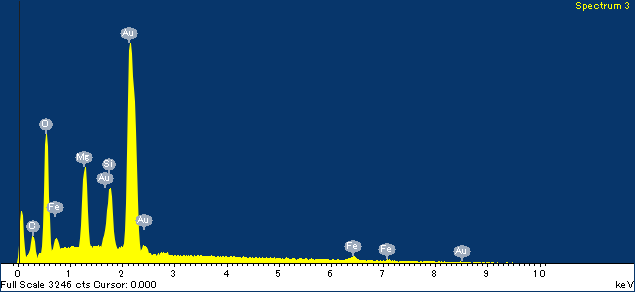 Spectrum 3
Au
O
Mg
Si
Au
Fe
Au
O
Fe
Fe
Au
0 1 2 3 4 5 6 7 8 9 10
Full Scale 3246 cts Cursor: 0.000 keV